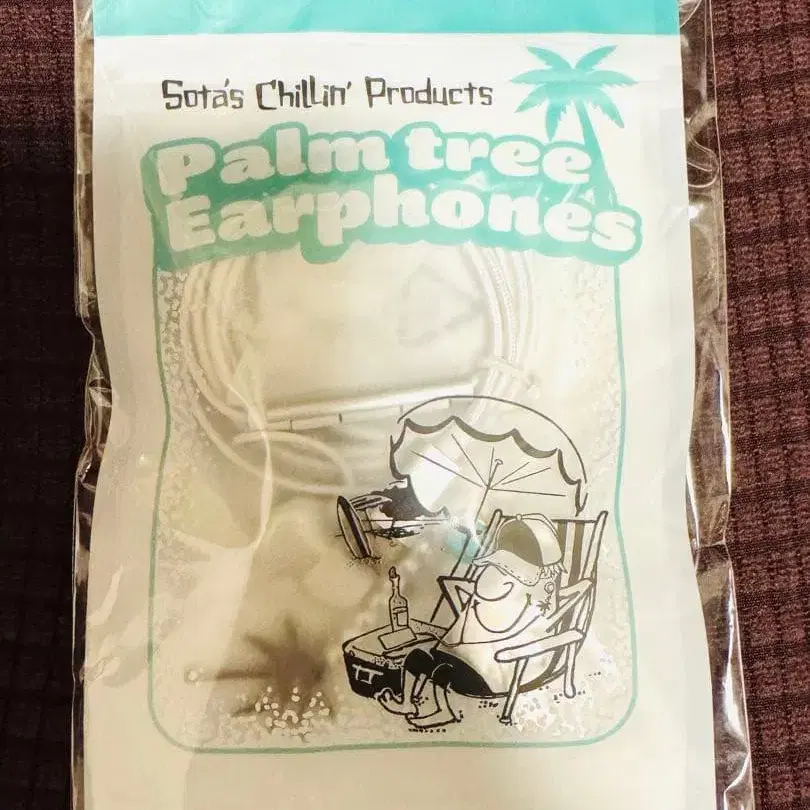 Sota's Chillin' Products
Palm tree
Earphones